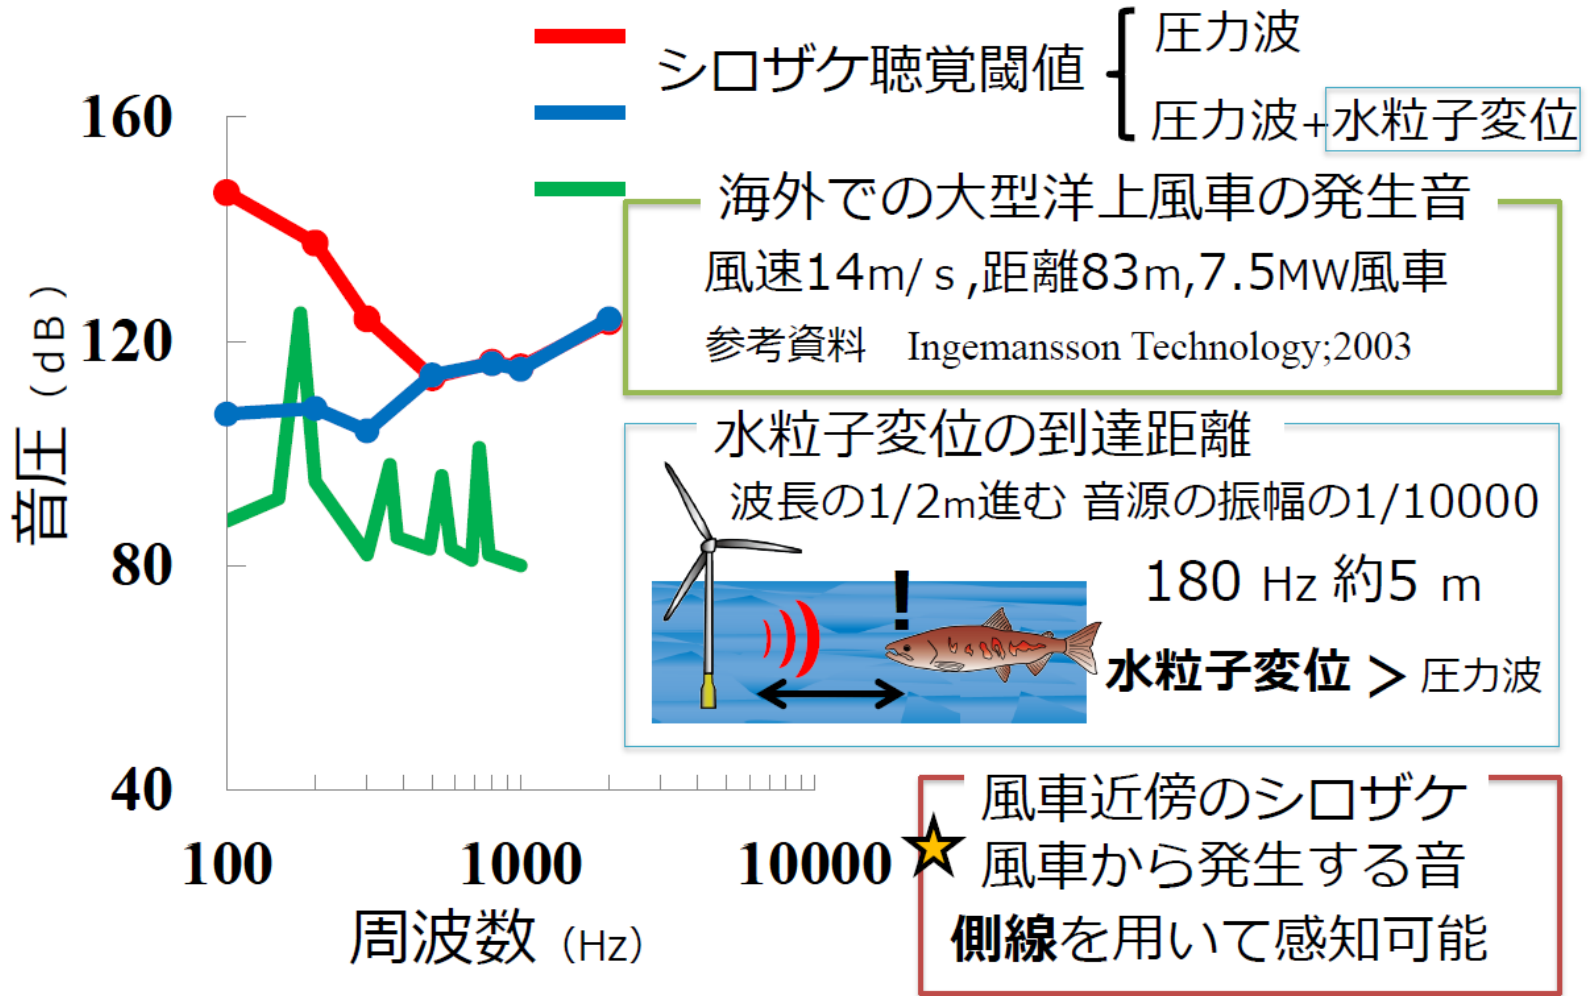 シロザケ聴覚閾値
圧力波
圧力波+水粒子変位
海外での大型洋上風車の発生音
風速14m/ｓ,距離83m,7.5MW風車
参考資料　Ingemansson Technology;2003
水粒子変位の到達距離
波長の1/2m進む 音源の振幅の1/10000
180 Hz 約5 m
!
水粒子変位 > 圧力波
風車近傍のシロザケ
風車から発生する音
側線を用いて感知可能
音圧（dB）
160
120
80
40
100
1000
10000
周波数（Hz）